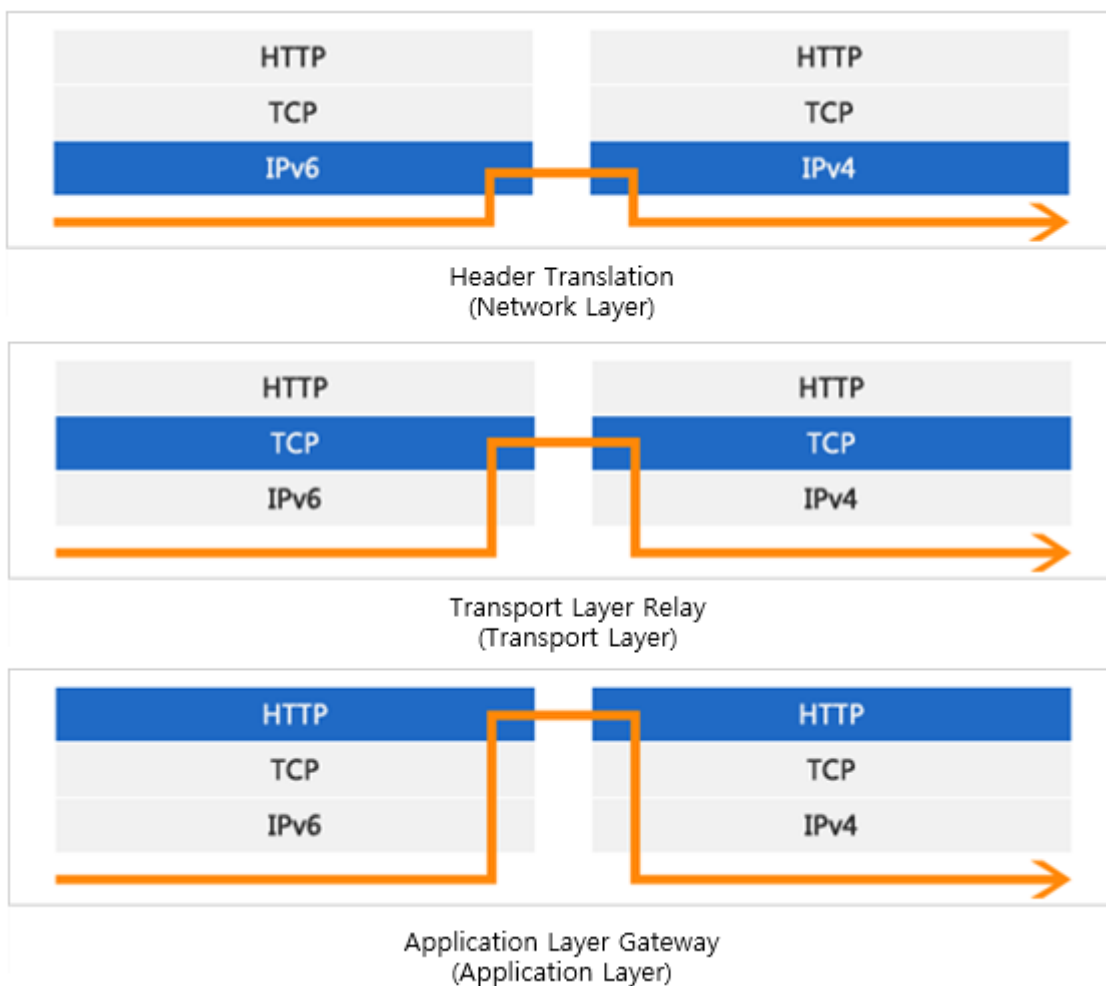 HTTP HTTP
TCP TCP
IPv6 IPv4
Header Translation
(Network Layer)
HTTP HTTP
TCP TCP
IPv6 IPv4
Transport Layer Relay
(Transport Layer)
HTTP HTTP
TCP TCP
IPv6 IPv4
Application Layer Gateway
(Application Layer)